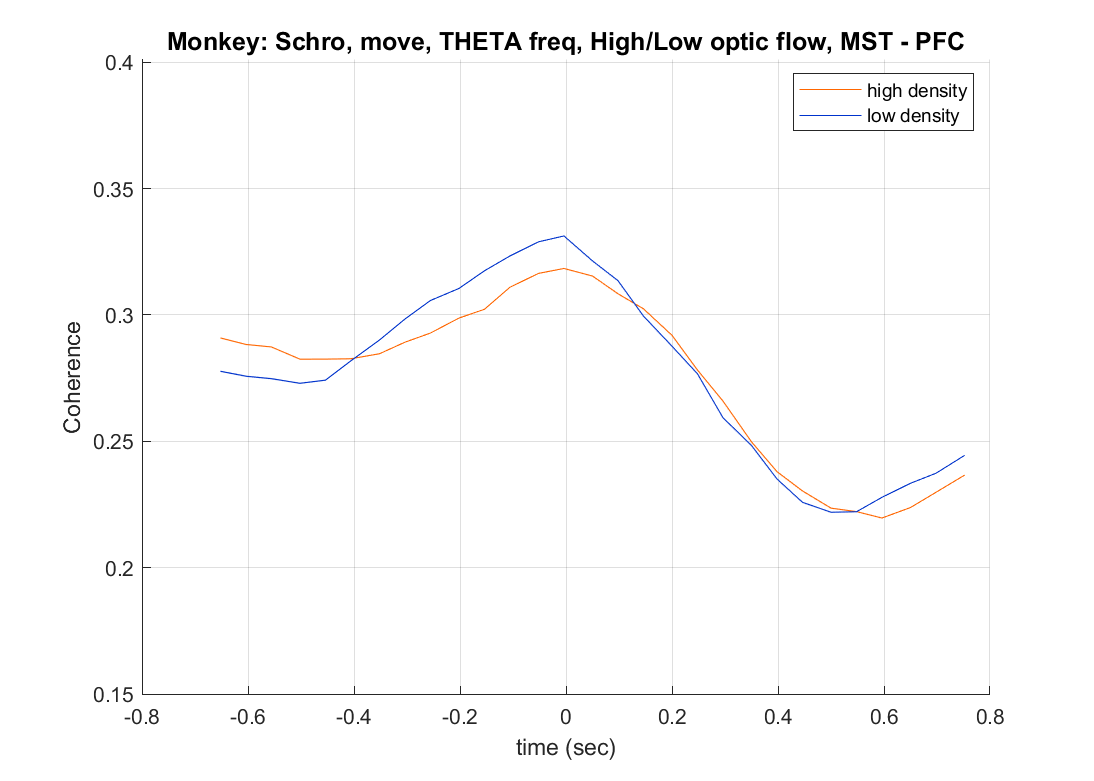 Monkey: Schro, move, THETA freq, High/Low optic flow, MST - PFC
high density
low density
0.4
0.35
0.3
0.25
0.2
0.15
Coherence
-0.8 -0.6 -0.4 -0.2 0 0.2 0.4 0.6 0.8
time (sec)